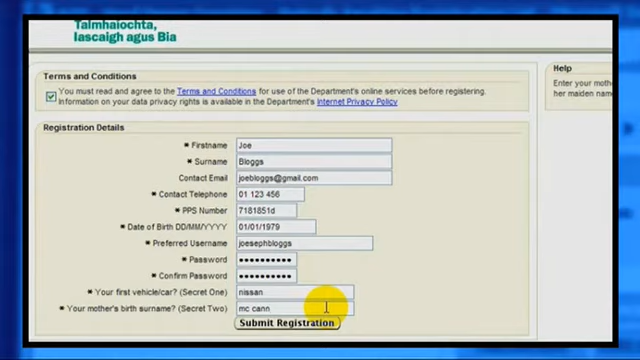 Talmhaíochta,
Iascaigh agus Bia
Terms and Conditions
You must read and agree to the Terms and Conditions for use of the Department's online services before registering.
Information on your data privacy rights is available in the Department's Internet Privacy Policy
Help
Enter your moth
her maiden nam
Registration Details
* Firstname Joe
* Surname Bloggs
Contact Email joebloggs@gmail.com
* Contact Telephone 01 123 456
* PPS Number 7181851d
* Date of Birth DD/MM/YYYY 01/01/1979
* Preferred Username joesephbloggs
* Password ••••••••••
* Confirm Password ••••••••••
* Your first vehicle/car? (Secret One) nissan
* Your mother's birth surname? (Secret Two) mc cann
Submit Registration